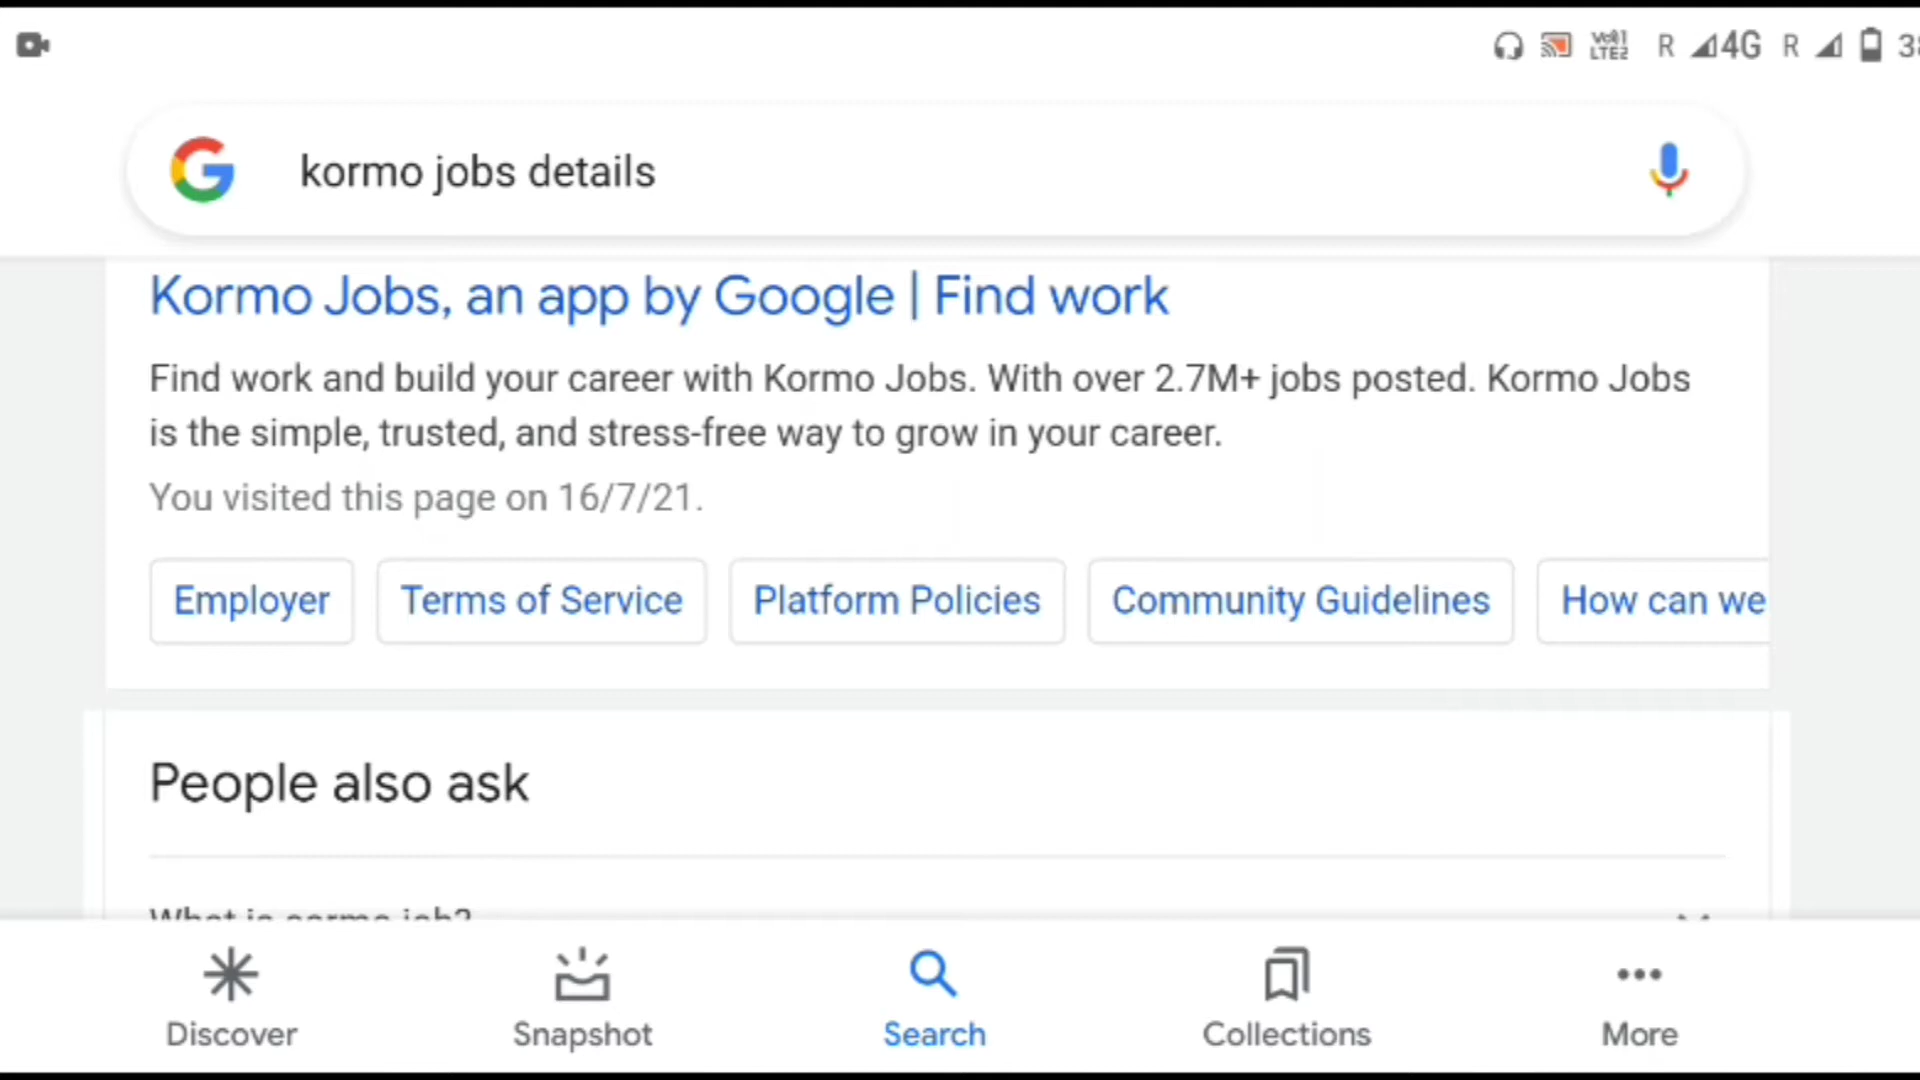 Vo1 LTE2 R 4G R
kormo jobs details
Kormo Jobs, an app by Google | Find work
Find work and build your career with Kormo Jobs. With over 2.7M+ jobs posted. Kormo Jobs
is the simple, trusted, and stress-free way to grow in your career.
You visited this page on 16/7/21.
Employer Terms of Service Platform Policies Community Guidelines How can we
People also ask
Discover Snapshot Search Collections More